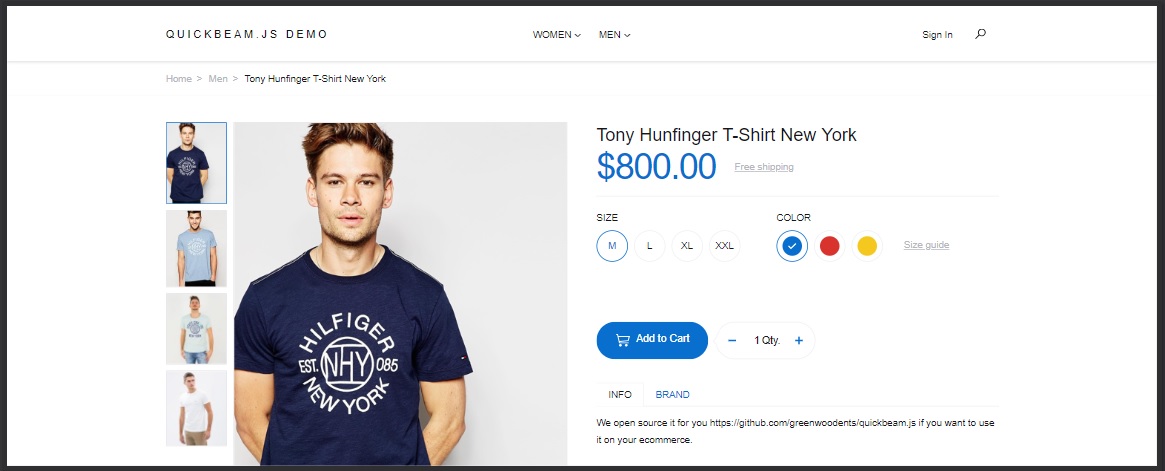 QUICKBEAM.JS DEMO
WOMEN
MEN
Sign In
Home > Men > Tony Hunfinger T-Shirt New York
Tony Hunfinger T-Shirt New York
$800.00
Free shipping
SIZE
COLOR
M
L
XL
XXL
Size guide
HILFIGER
EST. NHY 085
NEW YORK
Add to Cart
− 1 Qty. +
INFO
BRAND
We open source it for you https://github.com/greenwoodents/quickbeam.js if you want to use
it on your ecommerce.